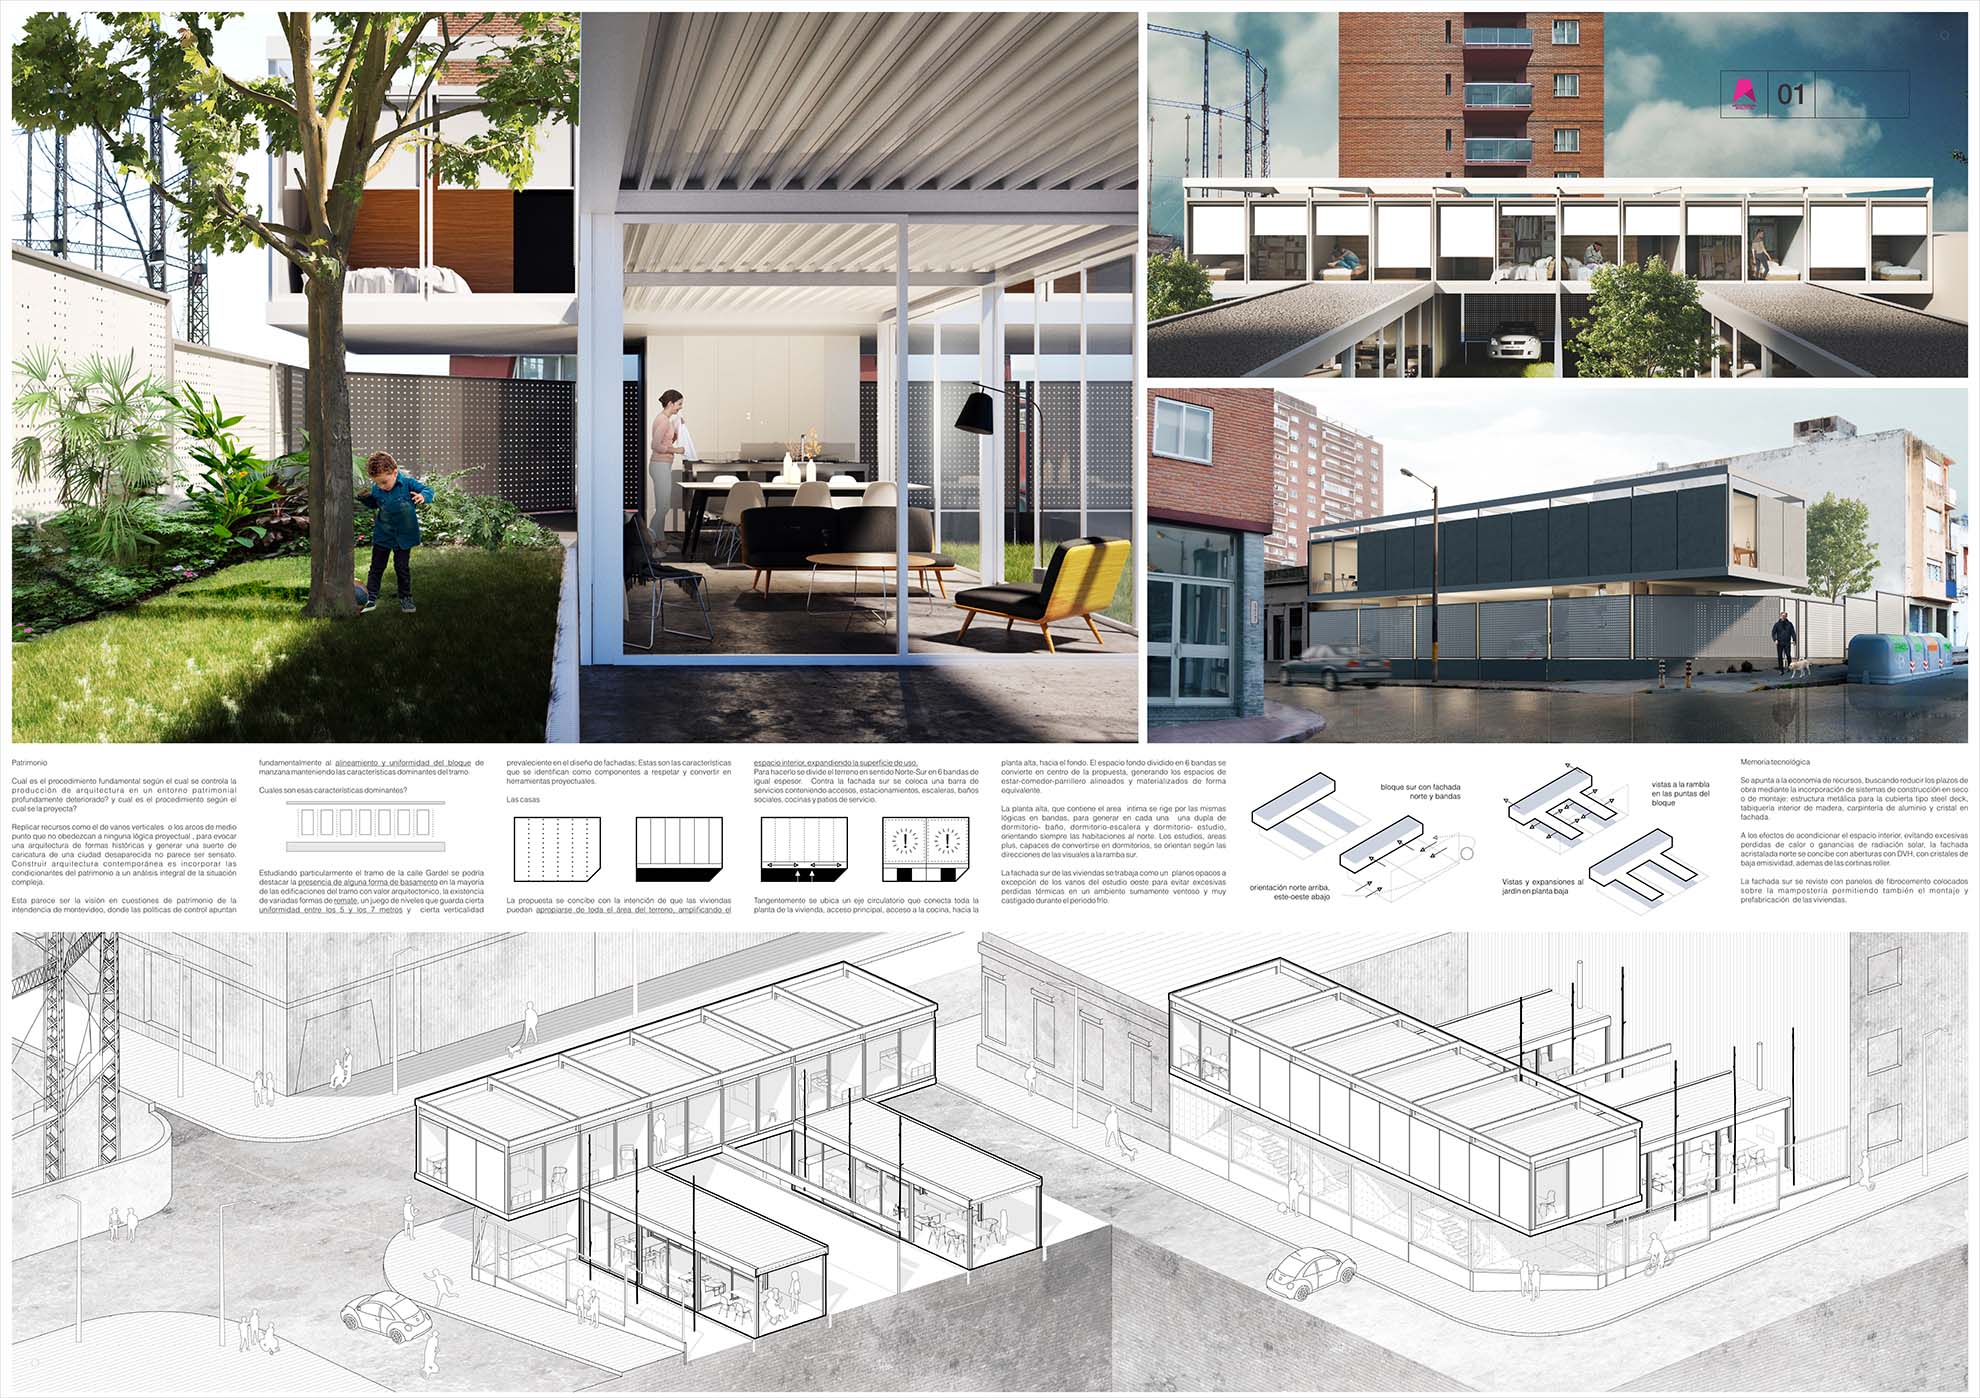 01
Patrimonio
Cual es el procedimiento fundamental según el cual se controla la
producción de arquitectura en un entorno patrimonial
profundamente deteriorado? y cual es el procedimiento según el
cual se la proyecta?
Replicar recursos como el de vanos verticales o los arcos de medio
punto que no obedezcan a ninguna lógica proyectual , para evocar
una arquitectura de formas históricas y generar una suerte de
caricatura de una ciudad desaparecida no parece ser sensato.
Construir arquitectura contemporánea es incorporar las
condicionantes del patrimonio a un análisis integral de la situación
compleja.
Esta parece ser la visión en cuestiones de patrimonio de la
intendencia de montevideo, donde las políticas de control apuntan
fundamentalmente al alineamiento y uniformidad del bloque de
manzana manteniendo las características dominantes del tramo.
Cuales son esas características dominantes?
Estudiando particularmente el tramo de la calle Gardel se podría
destacar la presencia de alguna forma de basamento en la mayoría
de las edificaciones del tramo con valor arquitectonico, la existencia
de variadas formas de remate, un juego de niveles que guarda cierta
uniformidad entre los 5 y los 7 metros y cierta verticalidad
prevaleciente en el diseño de fachadas; Estas son las características
que se identifican como componentes a respetar y convertir en
herramientas proyectuales.
Las casas
La propuesta se concibe con la intención de que las viviendas
puedan apropiarse de toda el área del terreno, amplificando el
espacio interior, expandiendo la superficie de uso.
Para hacerlo se divide el terreno en sentido Norte-Sur en 6 bandas de
igual espesor. Contra la fachada sur se coloca una barra de
servicios conteniendo accesos, estacionamientos, escaleras, baños
sociales, cocinas y patios de servicio.
Tangentemente se ubica un eje circulatorio que conecta toda la
planta de la vivienda, acceso principal, acceso a la cocina, hacia la
planta alta, hacia el fondo. El espacio fondo dividido en 6 bandas se
convierte en centro de la propuesta, generando los espacios de
estar-comedor-parrillero alineados y materializados de forma
equivalente.
La planta alta, que contiene el area intima se rige por las mismas
lógicas en bandas, para generar en cada una una dupla de
dormitorio- baño, dormitorio-escalera y dormitorio- estudio,
orientando siempre las habitaciones al norte. Los estudios, areas
plus, capaces de convertirse en dormitorios, se orientan según las
direcciones de las visuales a la ramba sur.
La fachada sur de las viviendas se trabaja como un planos opacos a
excepción de los vanos del estudio oeste para evitar excesivas
perdidas térmicas en un ambiente sumamente ventoso y muy
castigado durante el periodo frío.
bloque sur con fachada
norte y bandas
orientación norte arriba,
este-oeste abajo
vistas a la rambla
en las puntas del
bloque
Vistas y expansiones al
jardin en planta baja
Memoria tecnológica
Se apunta a la economia de recursos, buscando reducir los plazos de
obra mediante la incorporación de sistemas de construcción en seco
o de montaje: estructura metálica para la cubierta tipo steel deck,
tabiquería interior de madera, carpintería de aluminio y cristal en
fachada.
A los efectos de acondicionar el espacio interior, evitando excesivas
perdidas de calor o ganancias de radiación solar, la fachada
acristalada norte se concibe con aberturas con DVH, con cristales de
baja emisividad, ademas de las cortinas roller.
La fachada sur se reviste con paneles de fibrocemento colocados
sobre la mampostería permitiendo también el montaje y
prefabricación de las viviendas.